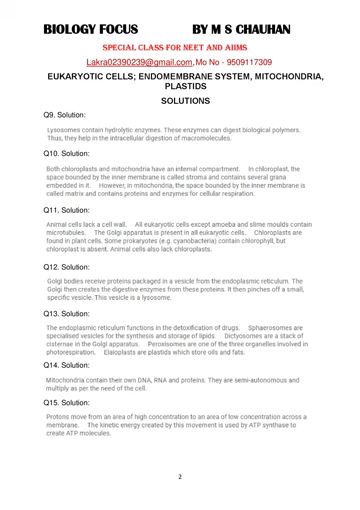 BIOLOGY FOCUS BY M S CHAUHAN
SPECIAL CLASS FOR NEET AND AIIMS
Lakra02390239@gmail.com, Mo No - 9509117309
EUKARYOTIC CELLS; ENDOMEMBRANE SYSTEM, MITOCHONDRIA,
PLASTIDS
SOLUTIONS
Q9. Solution:
Lysosomes contain hydrolytic enzymes. These enzymes can digest biological polymers.
Thus, they help in the intracellular digestion of macromolecules.
Q10. Solution:
Both chloroplasts and mitochondria have an internal compartment. In chloroplast, the
space bounded by the inner membrane is called stroma and contains several grana
embedded in it. However, in mitochondria, the space bounded by the inner membrane is
called matrix and contains proteins and enzymes for cellular respiration.
Q11. Solution:
Animal cells lack a cell wall. All eukaryotic cells except amoeba and slime moulds contain
microtubules. The Golgi apparatus is present in all eukaryotic cells. Chloroplasts are
found in plant cells. Some prokaryotes (e.g. cyanobacteria) contain chlorophyll, but
chloroplast is absent. Animal cells also lack chloroplasts.
Q12. Solution:
Golgi bodies receive proteins packaged in a vesicle from the endoplasmic reticulum. The
Golgi then creates the digestive enzymes from these proteins. It then pinches off a small,
specific vesicle. This vesicle is a lysosome.
Q13. Solution:
The endoplasmic reticulum functions in the detoxification of drugs. Sphaerosomes are
specialised vesicles for the synthesis and storage of lipids. Dictyosomes are a stack of
cisternae in the Golgi apparatus. Peroxisomes are one of the three organelles involved in
photorespiration. Elaioplasts are plastids which store oils and fats.
Q14. Solution:
Mitochondria contain their own DNA, RNA and proteins. They are semi-autonomous and
multiply as per the need of the cell.
Q15. Solution:
Protons move from an area of high concentration to an area of low concentration across a
membrane. The kinetic energy created by this movement is used by ATP synthase to
create ATP molecules.
2